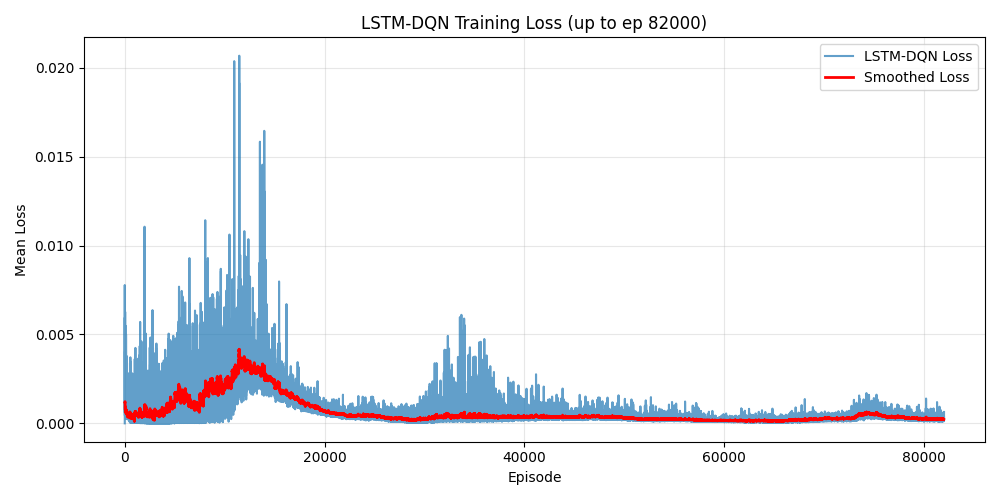 LSTM-DQN Training Loss (up to ep 82000)
LSTM-DQN Loss
Smoothed Loss
Mean Loss
0.020
0.015
0.010
0.005
0.000
0
20000
40000
60000
80000
Episode